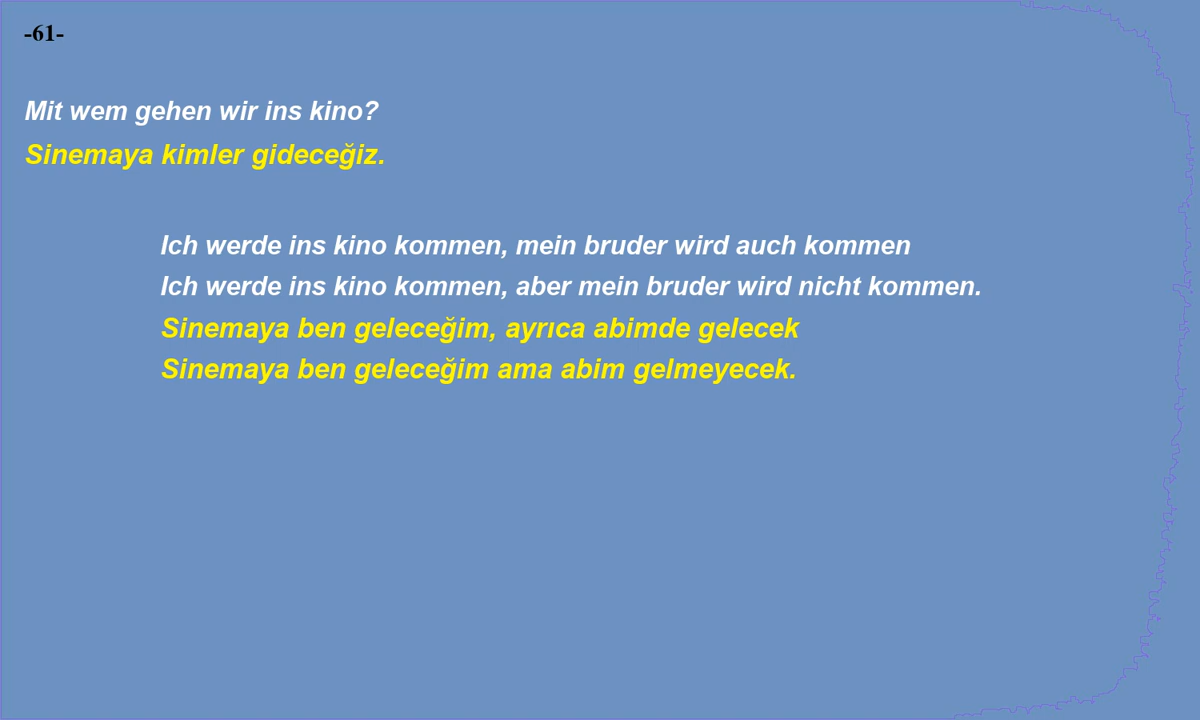 -61-
Mit wem gehen wir ins kino?
Sinemaya kimler gideceğiz.
Ich werde ins kino kommen, mein bruder wird auch kommen
Ich werde ins kino kommen, aber mein bruder wird nicht kommen.
Sinemaya ben geleceğim, ayrıca abimde gelecek
Sinemaya ben geleceğim ama abim gelmeyecek.